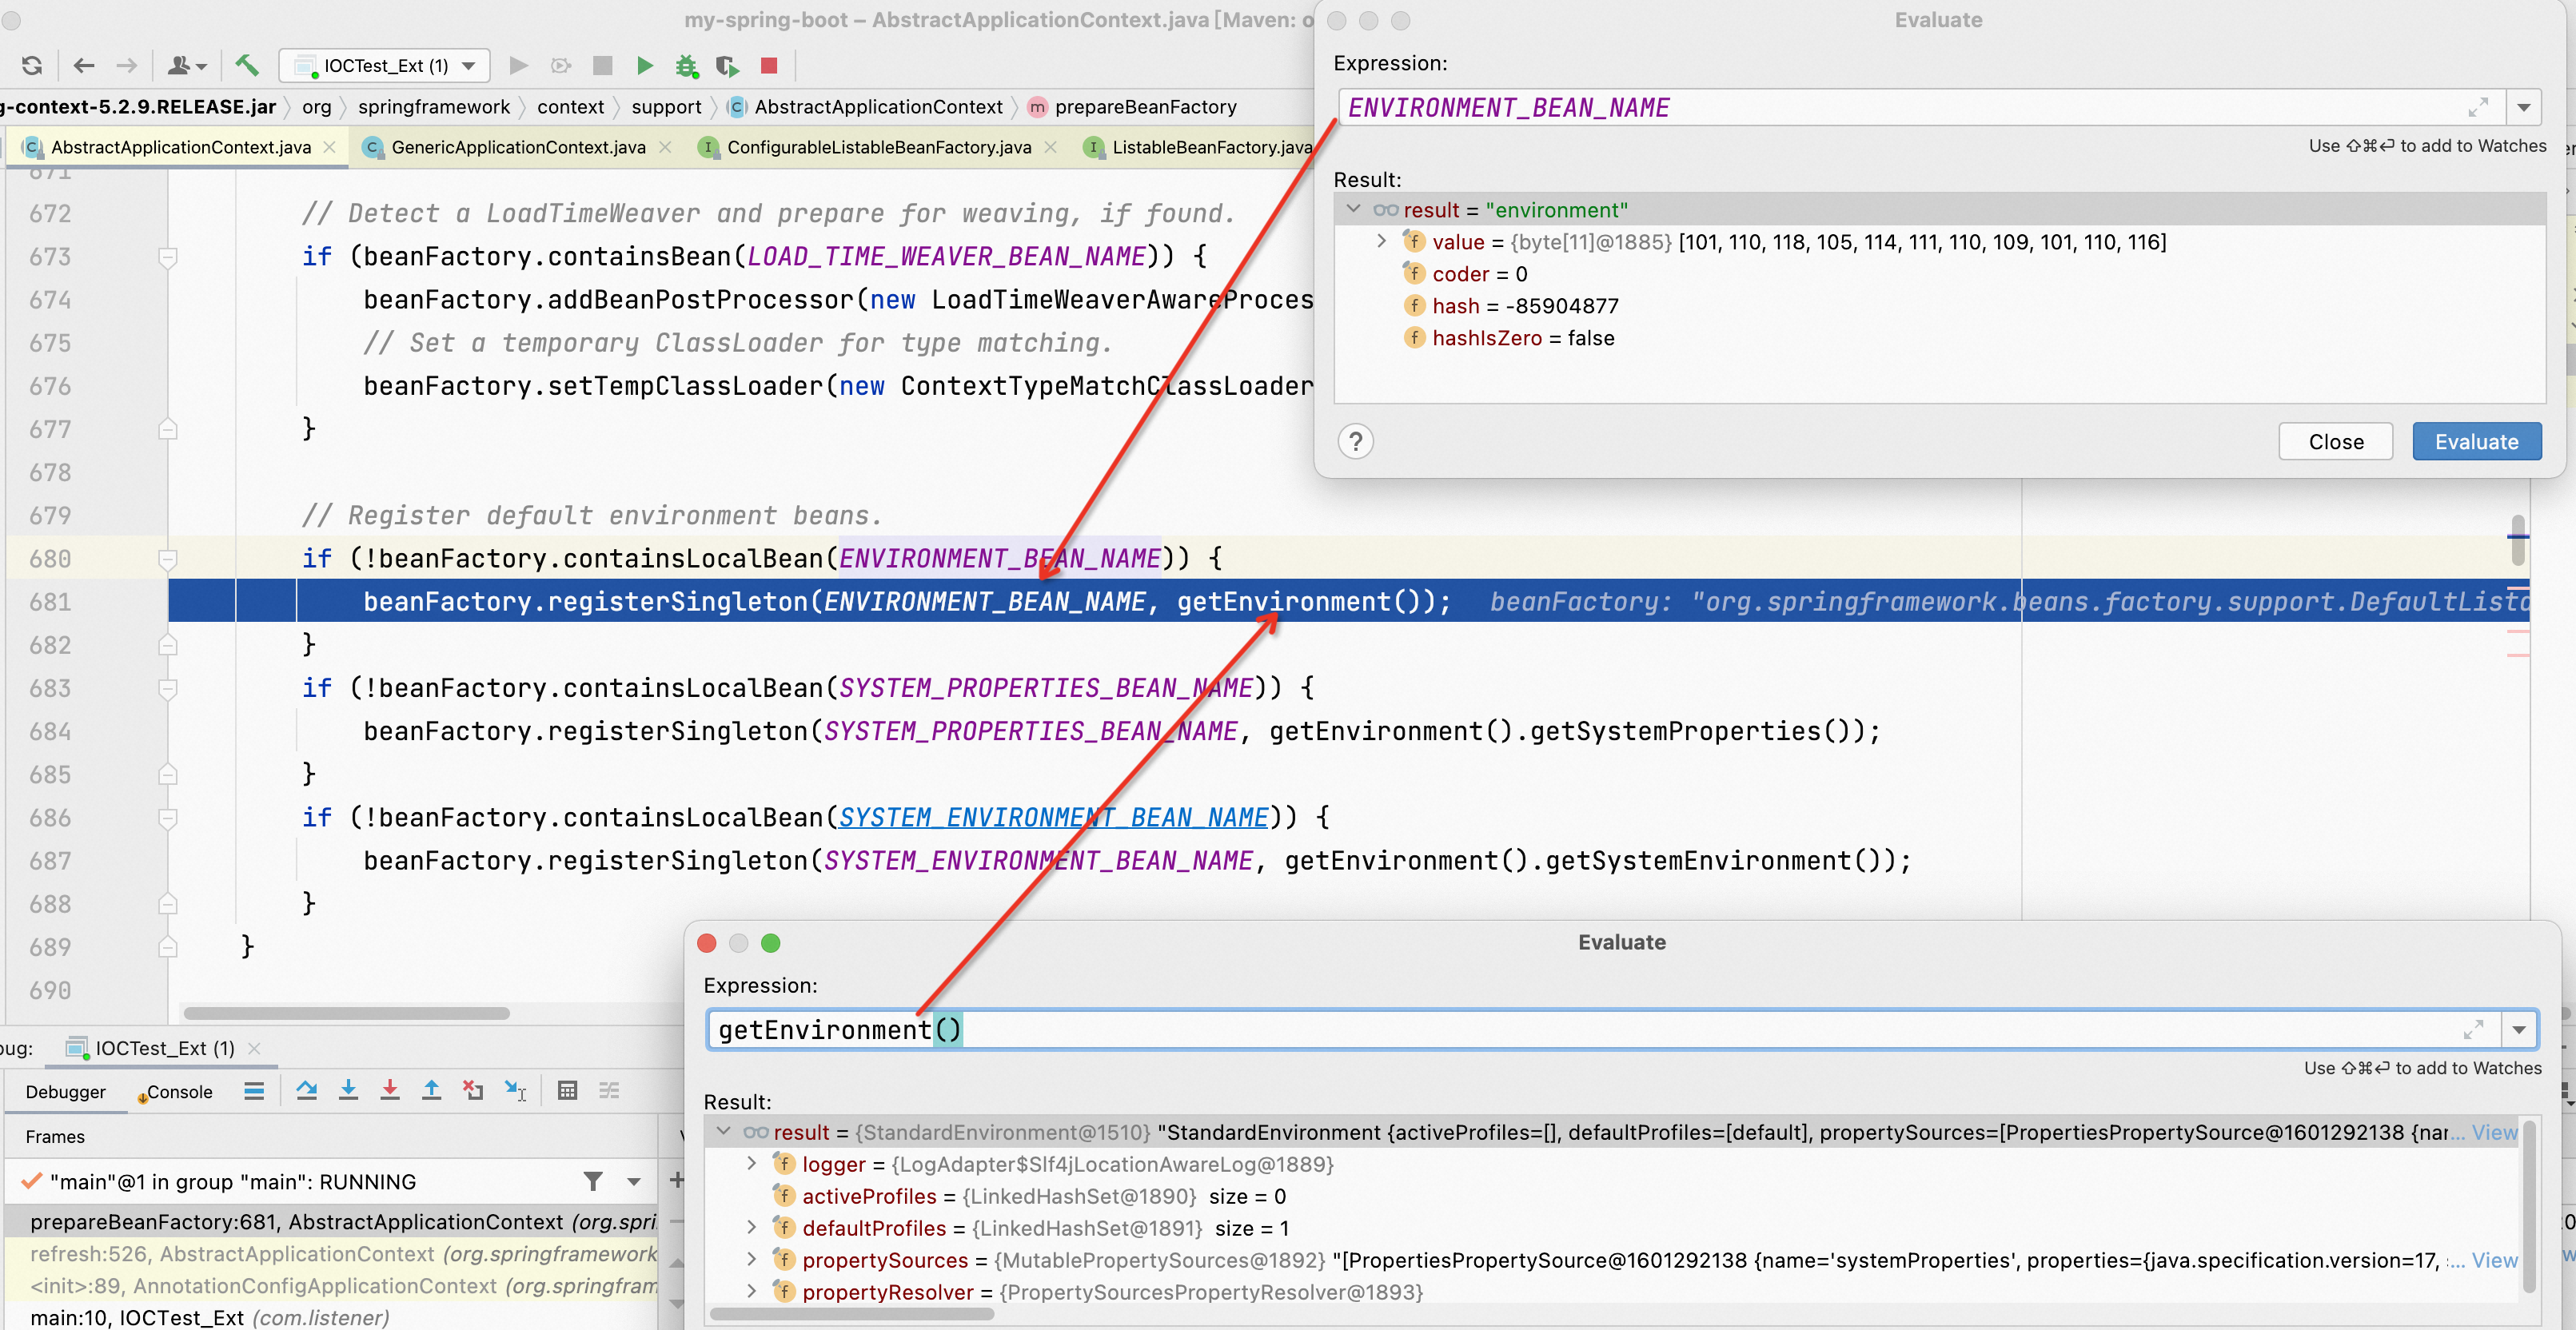 my-spring-boot – AbstractApplicationContext.java [Maven: o
IOCTest_Ext (1)
g-context-5.2.9.RELEASE.jar org springframework context support AbstractApplicationContext prepareBeanFactory
AbstractApplicationContext.java GenericApplicationContext.java ConfigurableListableBeanFactory.java ListableBeanFactory.java
671
672 // Detect a LoadTimeWeaver and prepare for weaving, if found.
673 if (beanFactory.containsBean(LOAD_TIME_WEAVER_BEAN_NAME)) {
674 beanFactory.addBeanPostProcessor(new LoadTimeWeaverAwareProces
675 // Set a temporary ClassLoader for type matching.
676 beanFactory.setTempClassLoader(new ContextTypeMatchClassLoader
677 }
678
679 // Register default environment beans.
680 if (!beanFactory.containsLocalBean(ENVIRONMENT_BEAN_NAME)) {
681 beanFactory.registerSingleton(ENVIRONMENT_BEAN_NAME, getEnvironment()); beanFactory: "org.springframework.beans.factory.support.DefaultLista
682 }
683 if (!beanFactory.containsLocalBean(SYSTEM_PROPERTIES_BEAN_NAME)) {
684 beanFactory.registerSingleton(SYSTEM_PROPERTIES_BEAN_NAME, getEnvironment().getSystemProperties());
685 }
686 if (!beanFactory.containsLocalBean(SYSTEM_ENVIRONMENT_BEAN_NAME)) {
687 beanFactory.registerSingleton(SYSTEM_ENVIRONMENT_BEAN_NAME, getEnvironment().getSystemEnvironment());
688 }
689 }
690
Evaluate
Expression:
ENVIRONMENT_BEAN_NAME
Use ⇧⌘⏎ to add to Watches
Result:
result = "environment"
value = {byte[11]@1885} [101, 110, 118, 105, 114, 111, 110, 109, 101, 110, 116]
coder = 0
hash = -85904877
hashIsZero = false
? Close Evaluate
Evaluate
Expression:
getEnvironment()
Use ⇧⌘⏎ to add to Watches
Result:
result = {StandardEnvironment@1510} "StandardEnvironment {activeProfiles=[], defaultProfiles=[default], propertySources=[PropertiesPropertySource@1601292138 {nar... View
logger = {LogAdapter$Slf4jLocationAwareLog@1889}
activeProfiles = {LinkedHashSet@1890} size = 0
defaultProfiles = {LinkedHashSet@1891} size = 1
propertySources = {MutablePropertySources@1892} "[PropertiesPropertySource@1601292138 {name='systemProperties', properties={java.specification.version=17, :... View
propertyResolver = {PropertySourcesPropertyResolver@1893}
bug: IOCTest_Ext (1)
Debugger Console
Frames
"main"@1 in group "main": RUNNING
prepareBeanFactory:681, AbstractApplicationContext (org.spri
refresh:526, AbstractApplicationContext (org.springframework
<init>:89, AnnotationConfigApplicationContext (org.springfram
main:10, IOCTest_Ext (com.listener)